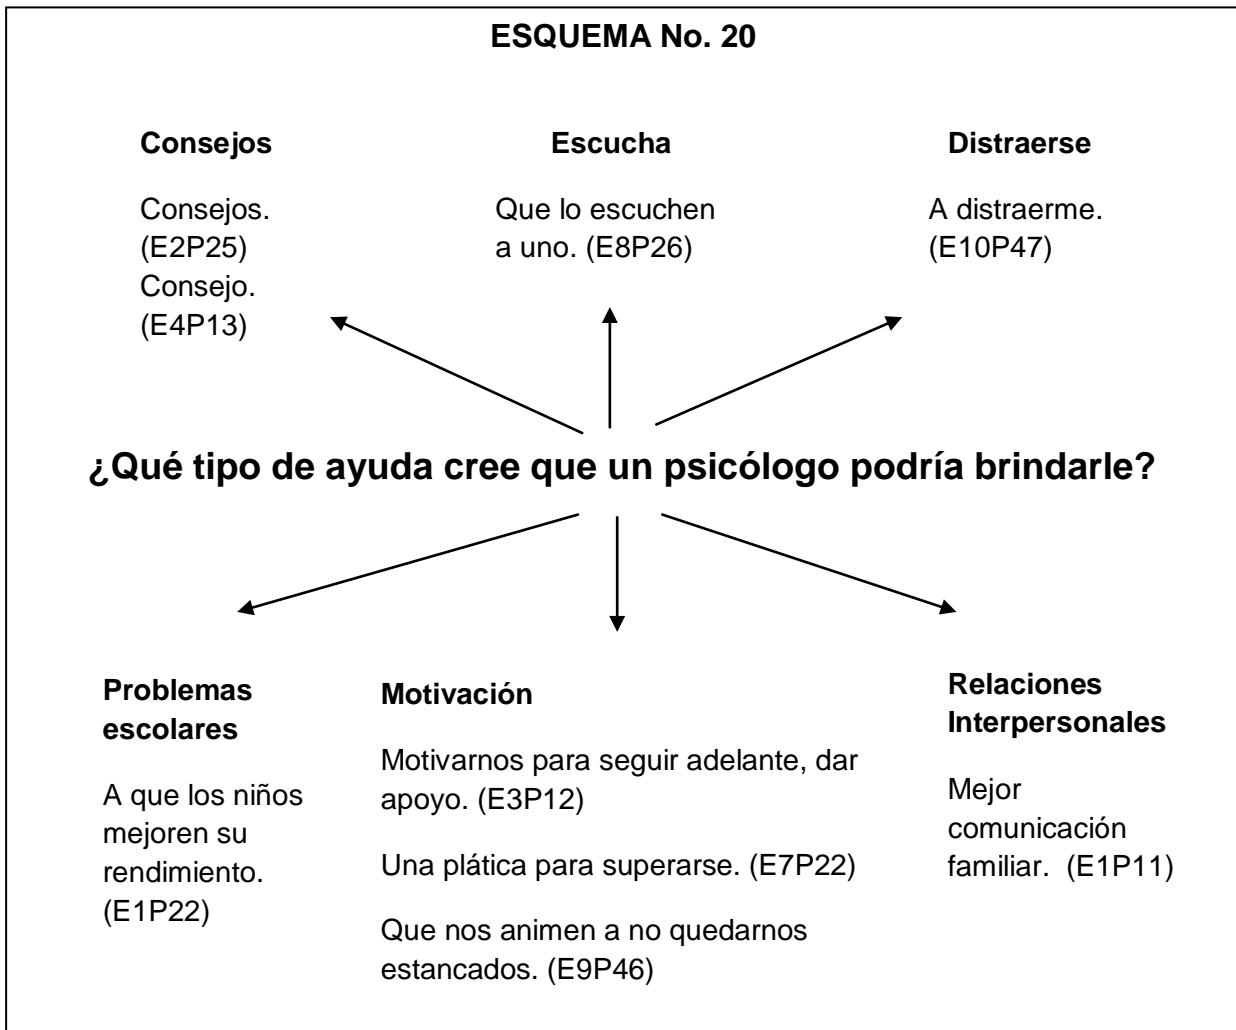 ESQUEMA No. 20
Consejos
Consejos.
(E2P25)
Consejo.
(E4P13)
Escucha
Que lo escuchen
a uno. (E8P26)
Distraerse
A distraerme.
(E10P47)
¿Qué tipo de ayuda cree que un psicólogo podría brindarle?
Problemas
escolares
A que los niños
mejoren su
rendimiento.
(E1P22)
Motivación
Motivarnos para seguir adelante, dar
apoyo. (E3P12)
Una plática para superarse. (E7P22)
Que nos animen a no quedarnos
estancados. (E9P46)
Relaciones
Interpersonales
Mejor
comunicación
familiar. (E1P11)